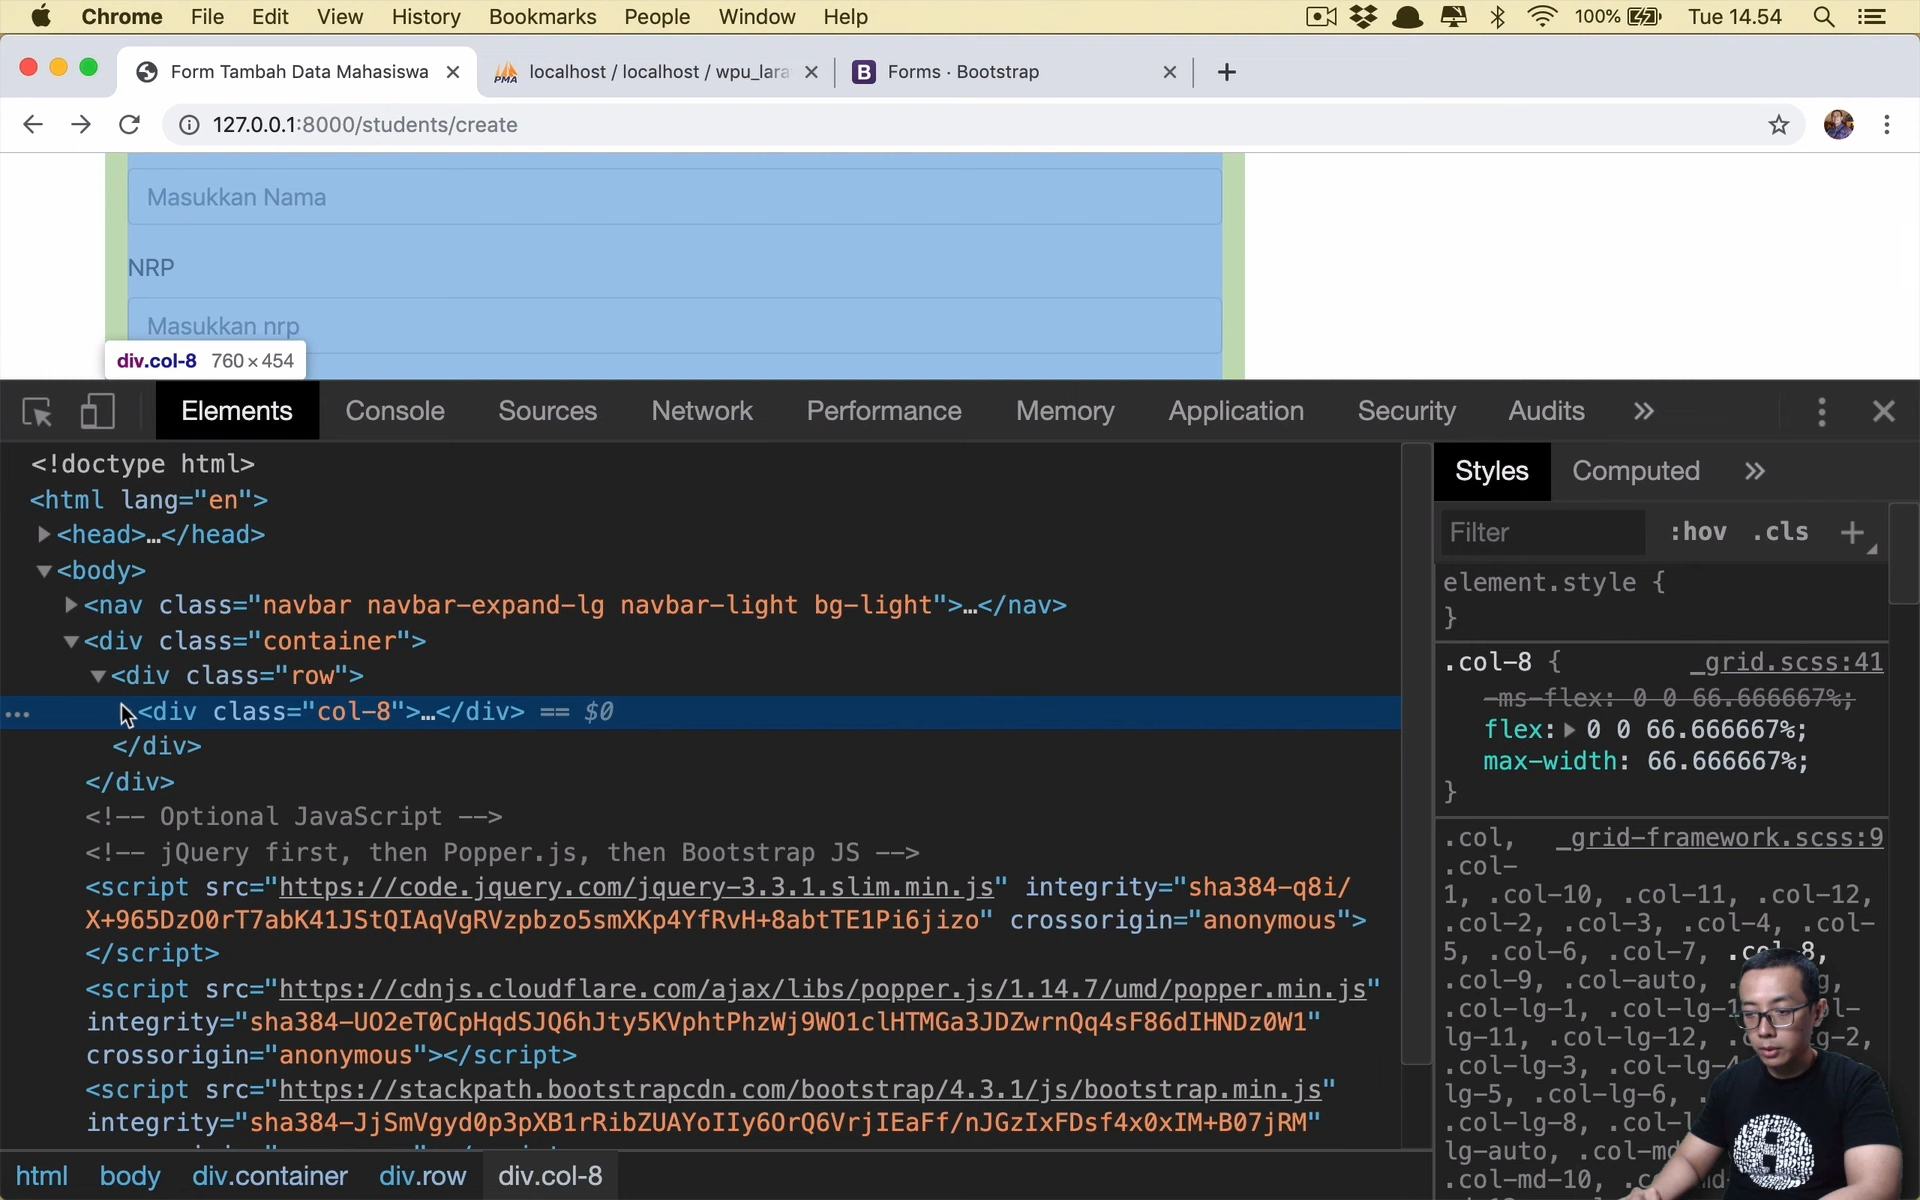 Chrome File Edit View History Bookmarks People Window Help 100% Tue 14.54
Form Tambah Data Mahasiswa localhost / localhost / wpu_lara Forms · Bootstrap
127.0.0.1:8000/students/create
Masukkan Nama
NRP
Masukkan nrp
div.col-8 760 × 454
Elements Console Sources Network Performance Memory Application Security Audits »
<!doctype html>
<html lang="en">
<head>…</head>
<body>
<nav class="navbar navbar-expand-lg navbar-light bg-light">…</nav>
<div class="container">
<div class="row">
<div class="col-8">…</div> == $0
</div>
</div>
<!-- Optional JavaScript -->
<!-- jQuery first, then Popper.js, then Bootstrap JS -->
<script src="https://code.jquery.com/jquery-3.3.1.slim.min.js" integrity="sha384-q8i/
X+965DzO0rT7abK41JStQIAqVgRVzpbzo5smXKp4YfRvH+8abtTE1Pi6jizo" crossorigin="anonymous">
</script>
<script src="https://cdnjs.cloudflare.com/ajax/libs/popper.js/1.14.7/umd/popper.min.js"
integrity="sha384-UO2eT0CpHqdSJQ6hJty5KVphtPhzWj9WO1clHTMGa3JDZwrnQq4sF86dIHNDz0W1"
crossorigin="anonymous"></script>
<script src="https://stackpath.bootstrapcdn.com/bootstrap/4.3.1/js/bootstrap.min.js"
integrity="sha384-JjSmVgyd0p3pXB1rRibZUAYoIIy6OrQ6VrjIEaFf/nJGzIxFDsf4x0xIM+B07jRM"
html body div.container div.row div.col-8
Styles Computed »
Filter :hov .cls +
element.style {
}
.col-8 { _grid.scss:41
-ms-flex: 0 0 66.666667%;
flex: 0 0 66.666667%;
max-width: 66.666667%;
}
.col, _grid-framework.scss:9
.col-
1, .col-10, .col-11, .col-12,
.col-2, .col-3, .col-4, .col-
5, .col-6, .col-7, .col-8,
.col-9, .col-auto,
.col-lg-1,
lg-11, .col-lg-12,
.col-lg-3,
lg-5, .col-lg-6,
.col-lg-8,
lg-auto,
.col-md-10,